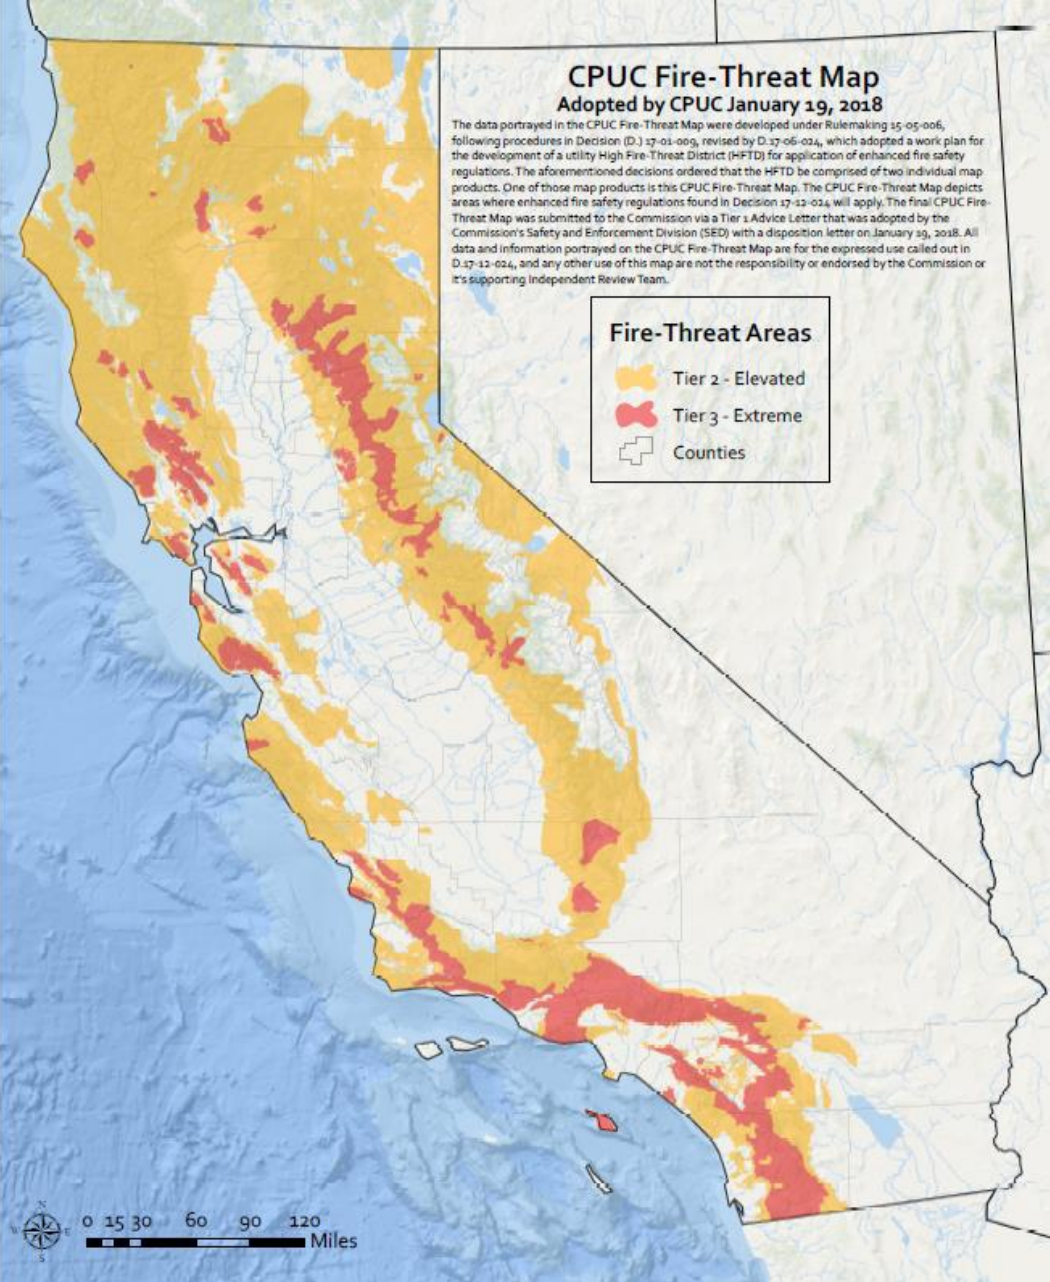 CPUC Fire-Threat Map
Adopted by CPUC January 19, 2018
The data portrayed in the CPUC Fire-Threat Map were developed under Rulemaking 15-05-006,
following procedures in Decision (D.) 17-01-009, revised by D.17-06-024, which adopted a work plan for
the development of a utility High Fire-Threat District (HFTD) for application of enhanced fire safety
regulations. The aforementioned decisions ordered that the HFTD be comprised of two individual map
products. One of those map products is this CPUC Fire-Threat Map. The CPUC Fire-Threat Map depicts
areas where enhanced fire safety regulations found in Decision 17-12-024 will apply. The final CPUC Fire-
Threat Map was submitted to the Commission via a Tier 1 Advice Letter that was adopted by the
Commission's Safety and Enforcement Division (SED) with a disposition letter on January 19, 2018. All
data and information portrayed on the CPUC Fire-Threat Map are for the expressed use called out in
D.17-12-024, and any other use of this map are not the responsibility or endorsed by the Commission or
it's supporting Independent Review Team.
Fire-Threat Areas
Tier 2 - Elevated
Tier 3 - Extreme
Counties
N
W E
S
0 15 30 60 90 120
Miles